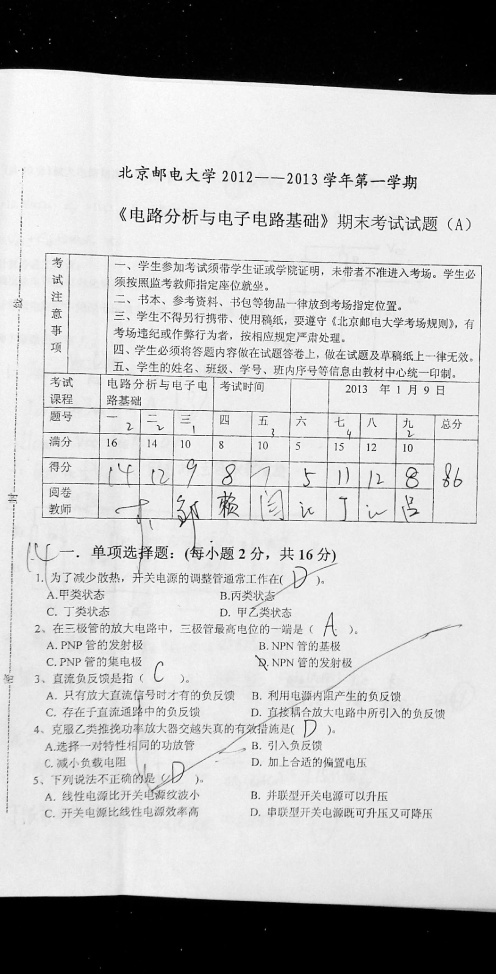 北京邮电大学2012——2013学年第一学期
《电路分析与电子电路基础》期末考试试题（A）
考试注意事项
一、学生参加考试须带学生证或学院证明，未带者不准进入考场。学生必
须按照监考教师指定座位就坐。
二、书本、参考资料、书包等物品一律放到考场指定位置。
三、学生不得另行携带、使用稿纸，要遵守《北京邮电大学考场规则》，有
考场违纪或作弊行为者，按相应规定严肃处理。
四、学生必须将答题内容做在试题答卷上，做在试题及草稿纸上一律无效。
五、学生的姓名、班级、学号、班内序号等信息由教材中心统一印制。
考试课程 电路分析与电子电路基础 考试时间 2013 年 1 月 9 日
题号 一 二 三 四 五 六 七 八 九 总分
2 2 1 3 4 2
满分 16 14 10 8 10 5 15 12 10
得分 14 12 9 8 7 5 11 12 8 86
阅卷教师
14 一．单项选择题：(每小题2分，共16分)
1、为了减少散热，开关电源的调整管通常工作在( D )。
A.甲类状态 B.丙类状态
C. 丁类状态 D. 甲乙类状态
2、在三极管的放大电路中，三极管最高电位的一端是（ A ）。
A. PNP 管的发射极 B. NPN 管的基极
C. PNP 管的集电极 D. NPN 管的发射极
3、直流负反馈是指（ C ）。
A. 只有放大直流信号时才有的负反馈 B. 利用电源内阻产生的负反馈
C. 存在于直流通路中的负反馈 D. 直接耦合放大电路中所引入的负反馈
4、克服乙类推挽功率放大器交越失真的有效措施是( D )。
A.选择一对特性相同的功放管 B. 引入负反馈
C. 减小负载电阻 D. 加上合适的偏置电压
5、下列说法不正确的是（ D ）。
A. 线性电源比开关电源纹波小 B. 并联型开关电源可以升压
C. 开关电源比线性电源效率高 D. 串联型开关电源既可升压又可降压